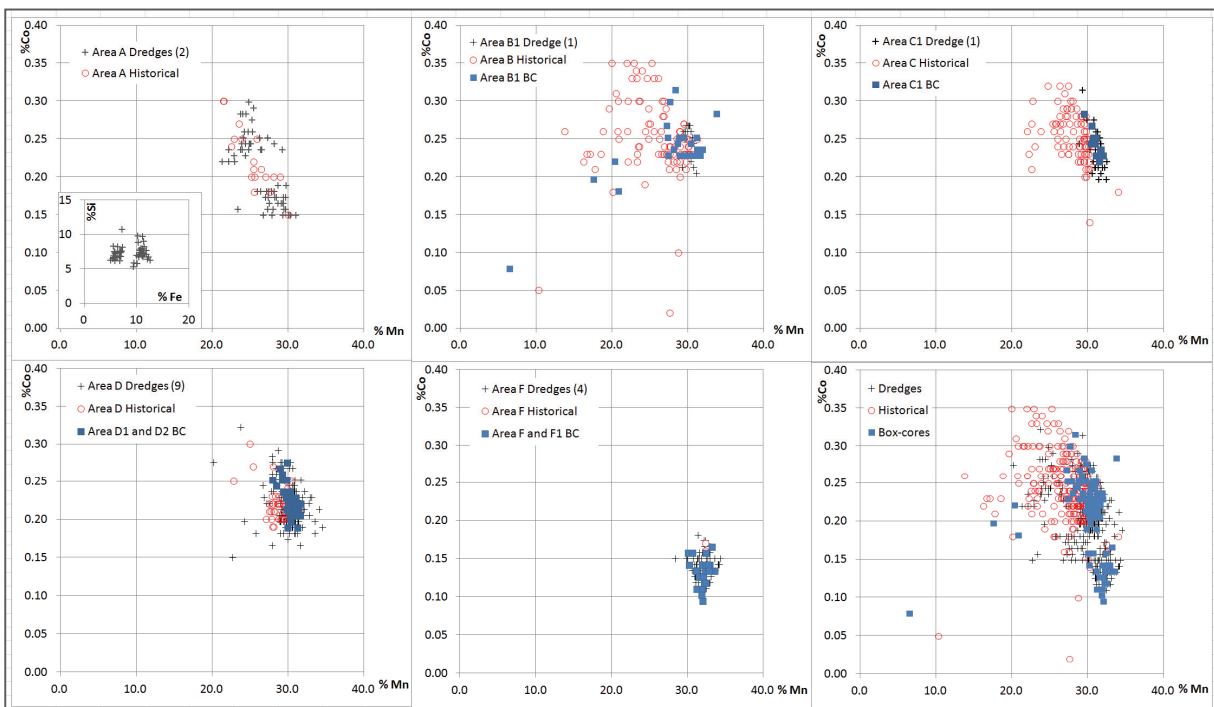 %Co
0.40
0.35
0.30
0.25
0.20
0.15
0.10
0.05
0.00
Area A Dredges (2)
Area A Historical
%Si
15
10
5
0
% Fe
0
10
20
0.0
10.0
20.0
30.0
40.0
% Mn
%Co
0.40
0.35
0.30
0.25
0.20
0.15
0.10
0.05
0.00
Area B1 Dredge (1)
Area B Historical
Area B1 BC
0.0
10.0
20.0
30.0
40.0
% Mn
%Co
0.40
0.35
0.30
0.25
0.20
0.15
0.10
0.05
0.00
Area C1 Dredge (1)
Area C Historical
Area C1 BC
0.0
10.0
20.0
30.0
40.0
% Mn
%Co
0.40
0.35
0.30
0.25
0.20
0.15
0.10
0.05
0.00
Area D Dredges (9)
Area D Historical
Area D1 and D2 BC
0.0
10.0
20.0
30.0
40.0
% Mn
%Co
0.40
0.35
0.30
0.25
0.20
0.15
0.10
0.05
0.00
Area F Dredges (4)
Area F Historical
Area F and F1 BC
0.0
10.0
20.0
30.0
40.0
% Mn
%Co
0.40
0.35
0.30
0.25
0.20
0.15
0.10
0.05
0.00
Dredges
Historical
Box-cores
0.0
10.0
20.0
30.0
40.0
% Mn